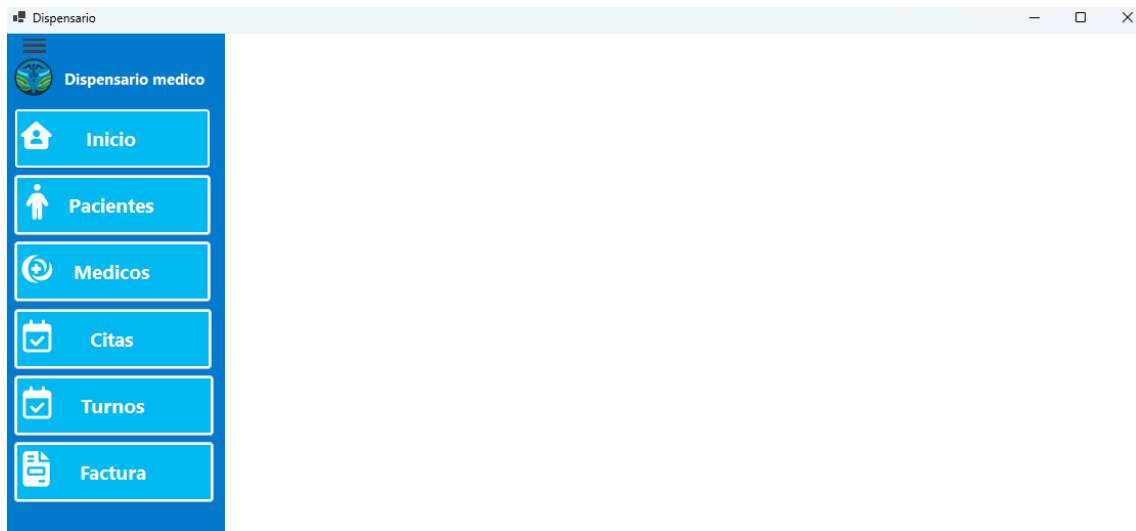 Dispensario
Dispensario medico
Inicio
Pacientes
Medicos
Citas
Turnos
Factura